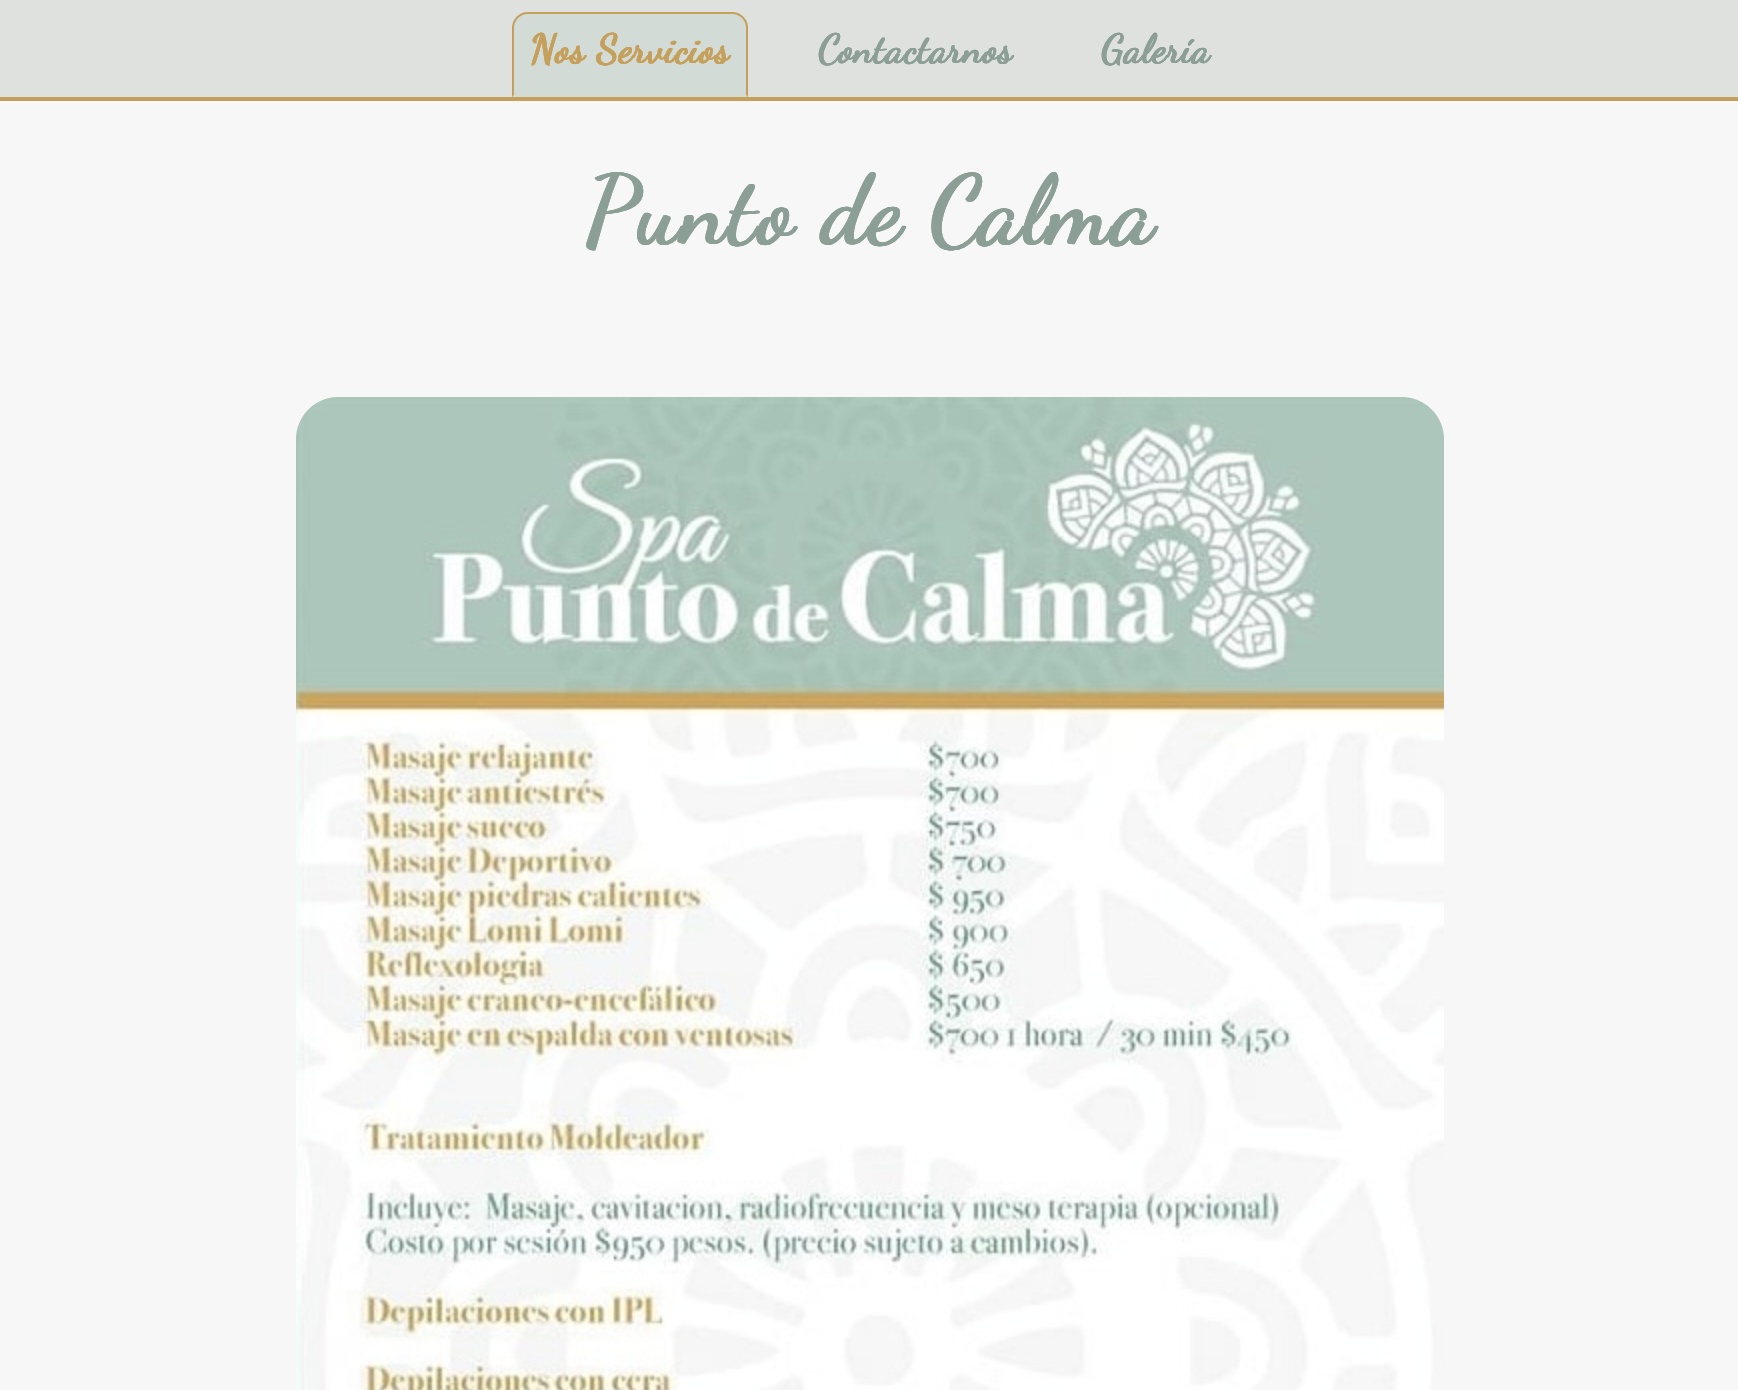 Nos Servicios Contactarnos Galería
Punto de Calma
Spa
Punto de Calma
Masaje relajante $700
Masaje antiestrés $700
Masaje sueco $750
Masaje Deportivo $ 700
Masaje piedras calientes $ 950
Masaje Lomi Lomi $ 900
Reflexologia $ 650
Masaje craneo-encefálico $500
Masaje en espalda con ventosas $700 1 hora / 30 min $450
Tratamiento Moldeador
Incluye: Masaje, cavitacion, radiofrecuencia y meso terapia (opcional)
Costo por sesión $950 pesos. (precio sujeto a cambios).
Depilaciones con IPL
Depilaciones con cera